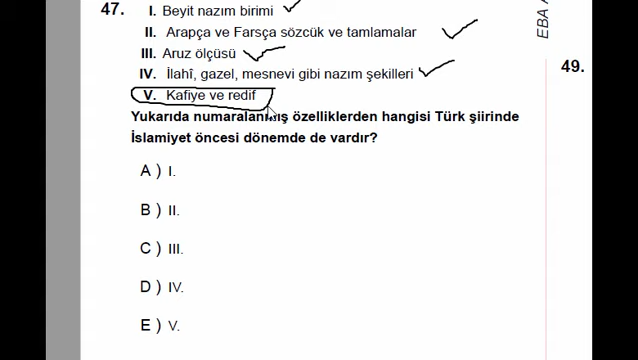 47. I. Beyit nazım birimi
II. Arapça ve Farsça sözcük ve tamlamalar
III. Aruz ölçüsü
IV. İlahî, gazel, mesnevi gibi nazım şekilleri
V. Kafiye ve redif
Yukarıda numaralanmış özelliklerden hangisi Türk şiirinde
İslamiyet öncesi dönemde de vardır?
A ) I.
B ) II.
C ) III.
D ) IV.
E ) V.
EBA
49.